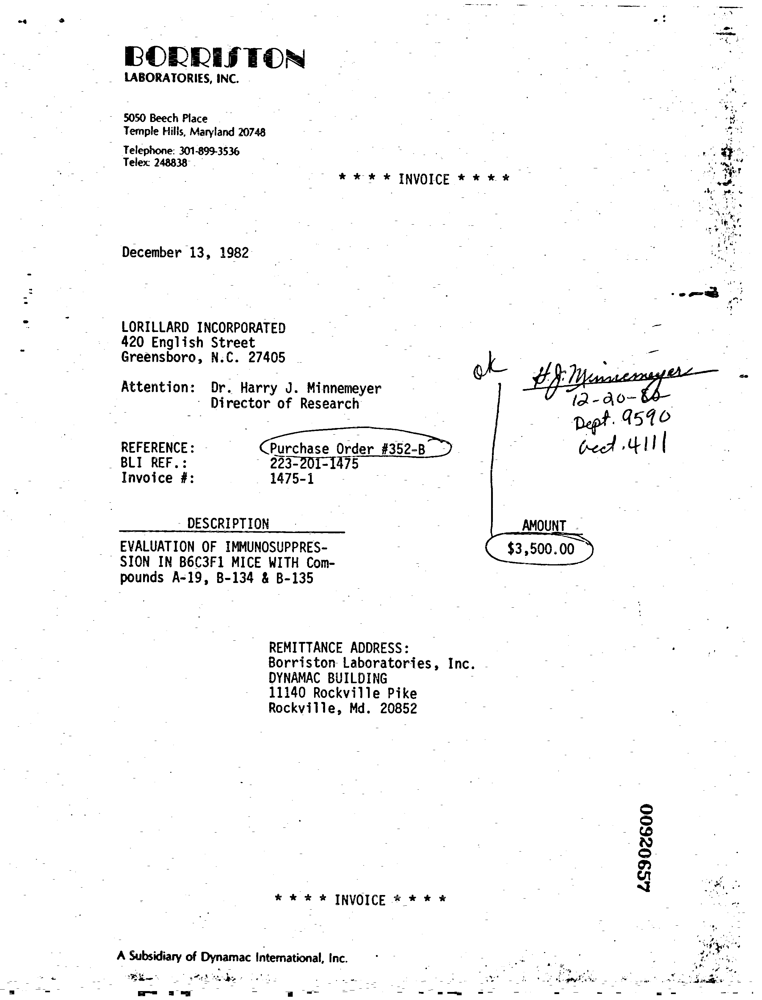 BORRISTON
LABORATORIES, INC.
5050 Beech Place
Temple Hills, Maryland 20748
Telephone: 301-899-3536
Telex: 248838
* * * * INVOICE * * * *
December 13, 1982
LORILLARD INCORPORATED
420 English Street
Greensboro, N.C. 27405
Attention: Dr. Harry J. Minnemeyer
Director of Research
ok
H.J. Minnemeyer
12-20-
Dept. 9590
Acct. 4111
REFERENCE: Purchase Order #352-B
BLI REF.: 223-201-1475
Invoice #: 1475-1
DESCRIPTION AMOUNT
EVALUATION OF IMMUNOSUPPRES- $3,500.00
SION IN B6C3F1 MICE WITH Com-
pounds A-19, B-134 & B-135
REMITTANCE ADDRESS:
Borriston Laboratories, Inc.
DYNAMAC BUILDING
11140 Rockville Pike
Rockville, Md. 20852
00920657
* * * * INVOICE * * * *
A Subsidiary of Dynamac International, Inc.